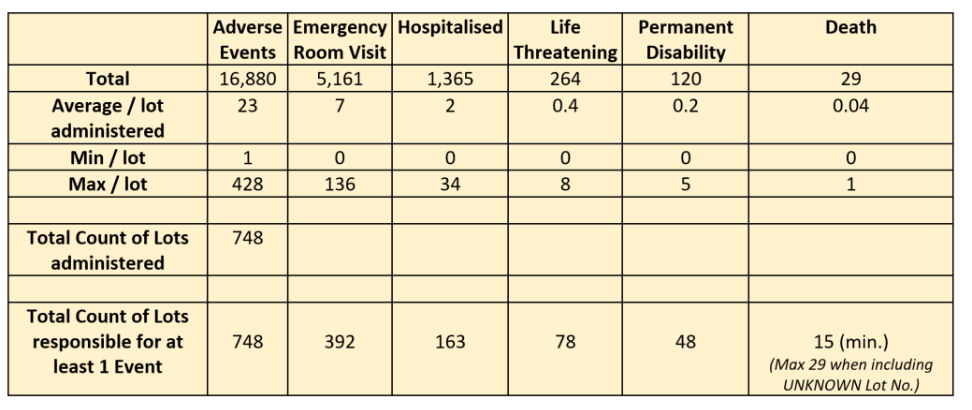 Adverse Events Emergency Room Visit Hospitalised Life Threatening Permanent Disability Death
Total 16,880 5,161 1,365 264 120 29
Average / lot administered 23 7 2 0.4 0.2 0.04
Min / lot 1 0 0 0 0 0
Max / lot 428 136 34 8 5 1
Total Count of Lots administered 748
Total Count of Lots responsible for at least 1 Event 748 392 163 78 48 15 (min.)
(Max 29 when including
UNKNOWN Lot No.)